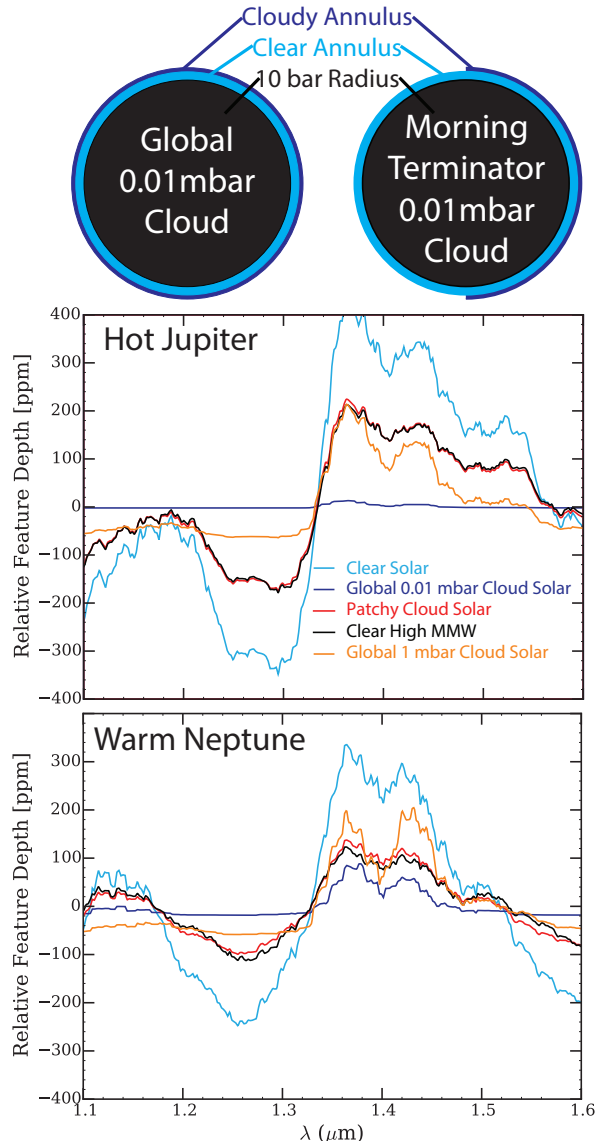 Cloudy Annulus
Clear Annulus
10 bar Radius
Global
0.01mbar
Cloud
Morning
Terminator
0.01mbar
Cloud
Hot Jupiter
Relative Feature Depth [ppm]
400
300
200
100
0
−100
−200
−300
−400
Clear Solar
Global 0.01 mbar Cloud Solar
Patchy Cloud Solar
Clear High MMW
Global 1 mbar Cloud Solar
Warm Neptune
Relative Feature Depth [ppm]
300
200
100
0
−100
−200
−300
−400
1.1 1.2 1.3 1.4 1.5 1.6
λ (μm)